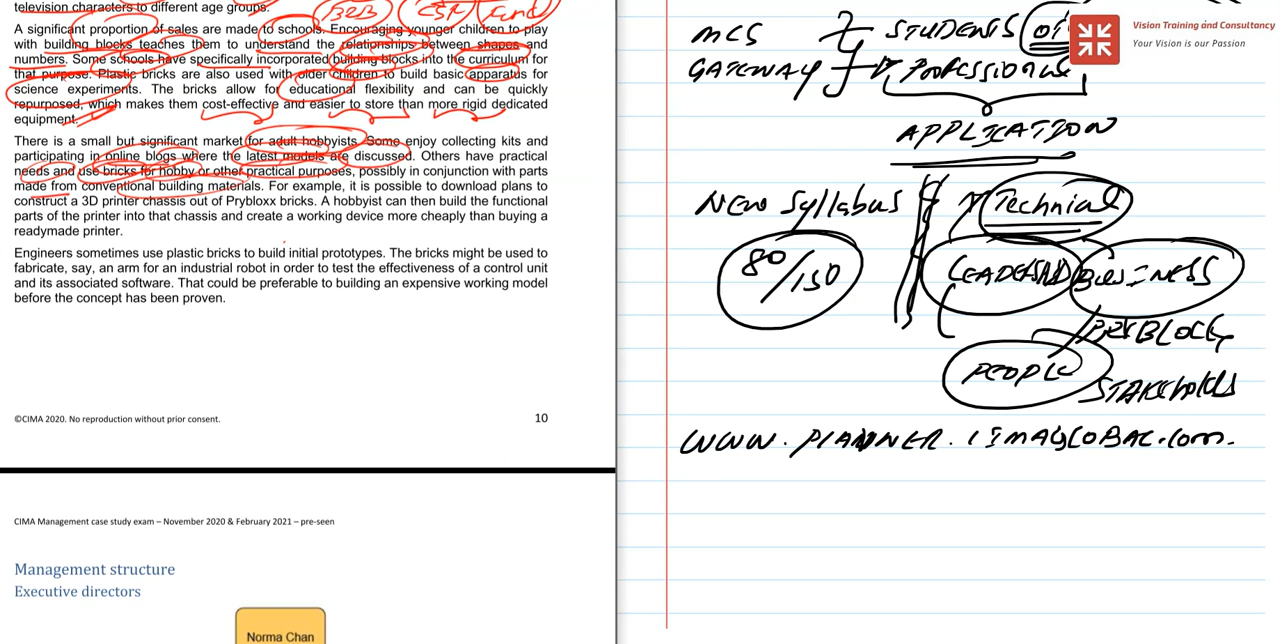 television characters to different age groups.
B2B CSR Fund
A significant proportion of sales are made to schools. Encouraging younger children to play
with building blocks teaches them to understand the relationships between shapes and
numbers. Some schools have specifically incorporated building blocks into the curriculum for
that purpose. Plastic bricks are also used with older children to build basic apparatus for
science experiments. The bricks allow for educational flexibility and can be quickly
repurposed, which makes them cost-effective and easier to store than more rigid dedicated
equipment.
There is a small but significant market for adult hobbyists. Some enjoy collecting kits and
participating in online blogs where the latest models are discussed. Others have practical
needs and use bricks for hobby or other practical purposes, possibly in conjunction with parts
made from conventional building materials. For example, it is possible to download plans to
construct a 3D printer chassis out of Prybloxx bricks. A hobbyist can then build the functional
parts of the printer into that chassis and create a working device more cheaply than buying a
readymade printer.
Engineers sometimes use plastic bricks to build initial prototypes. The bricks might be used to
fabricate, say, an arm for an industrial robot in order to test the effectiveness of a control unit
and its associated software. That could be preferable to building an expensive working model
before the concept has been proven.
©CIMA 2020. No reproduction without prior consent.
10
CIMA Management case study exam – November 2020 & February 2021 – pre-seen
Management structure
Executive directors
Norma Chan
MCS STUDENTS
GATEWAY PROFESSIONALS
APPLICATION
New Syllabus Technical
80/150 LEADERSHIP BUSINESS
PRYBLOCX
PEOPLE
STAKEHOLDERS
WWW.PLANNER.CIMAGLOBAL.COM.
Vision Training and Consultancy
Your Vision is our Passion